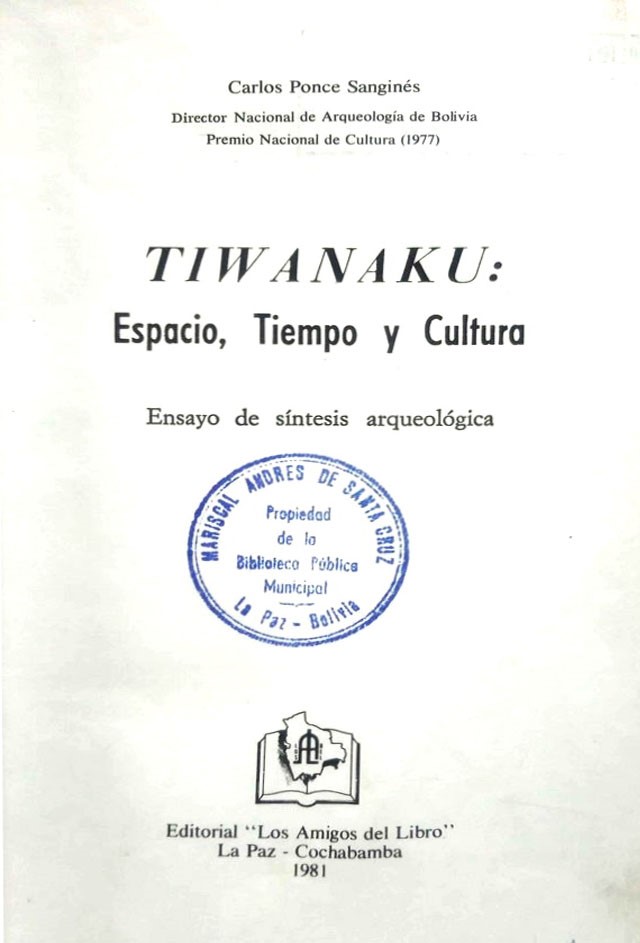 Carlos Ponce Sanginés
Director Nacional de Arqueología de Bolivia
Premio Nacional de Cultura (1977)
TIWANAKU:
Espacio, Tiempo y Cultura
Ensayo de síntesis arqueológica
MARISCAL ANDRES DE SANTA CRUZ
Propiedad
de la
Biblioteca Pública
Municipal
La Paz - Bolivia
Editorial "Los Amigos del Libro"
La Paz - Cochabamba
1981